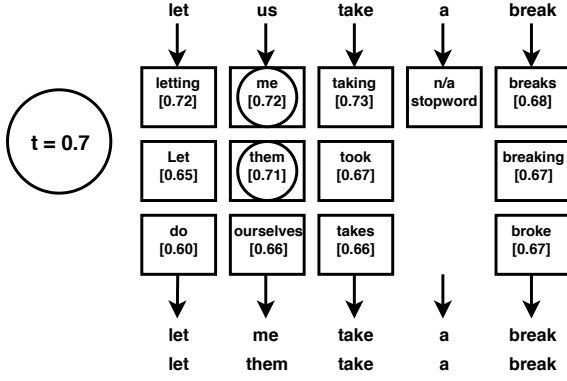 let us take a break
letting me taking n/a breaks
[0.72] [0.72] [0.73] stopword [0.68]
t = 0.7
Let them took breaking
[0.65] [0.71] [0.67] [0.67]
do ourselves takes broke
[0.60] [0.66] [0.66] [0.67]
let me take a break
let them take a break